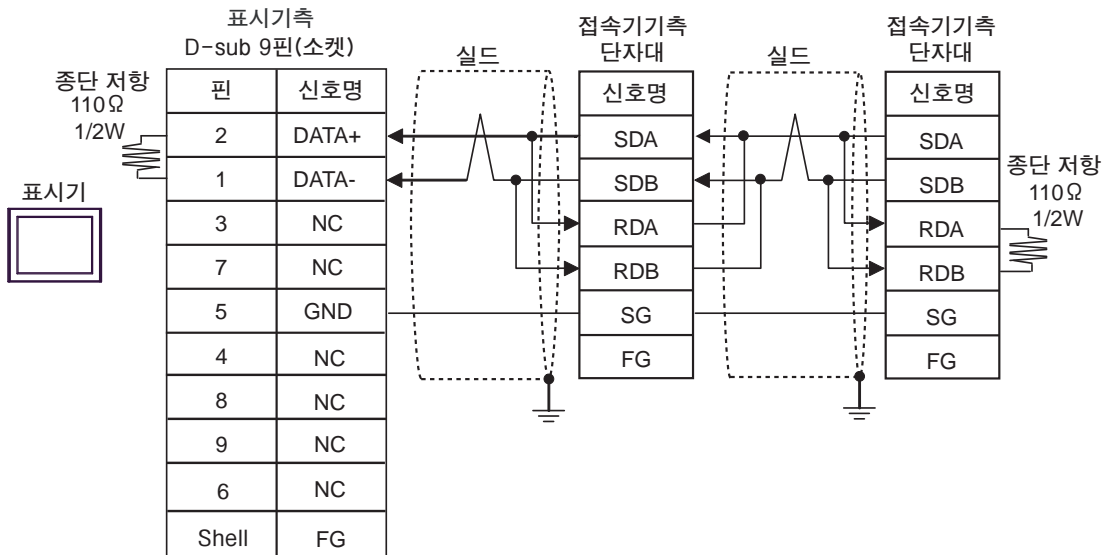 표시기측
D-sub 9핀(소켓)
종단 저항
110Ω
1/2W
표시기
핀 신호명
2 DATA+
1 DATA-
3 NC
7 NC
5 GND
4 NC
8 NC
9 NC
6 NC
Shell FG
실드
접속기기측
단자대
신호명
SDA
SDB
RDA
RDB
SG
FG
실드
접속기기측
단자대
신호명
SDA
SDB
RDA
RDB
SG
FG
종단 저항
110Ω
1/2W